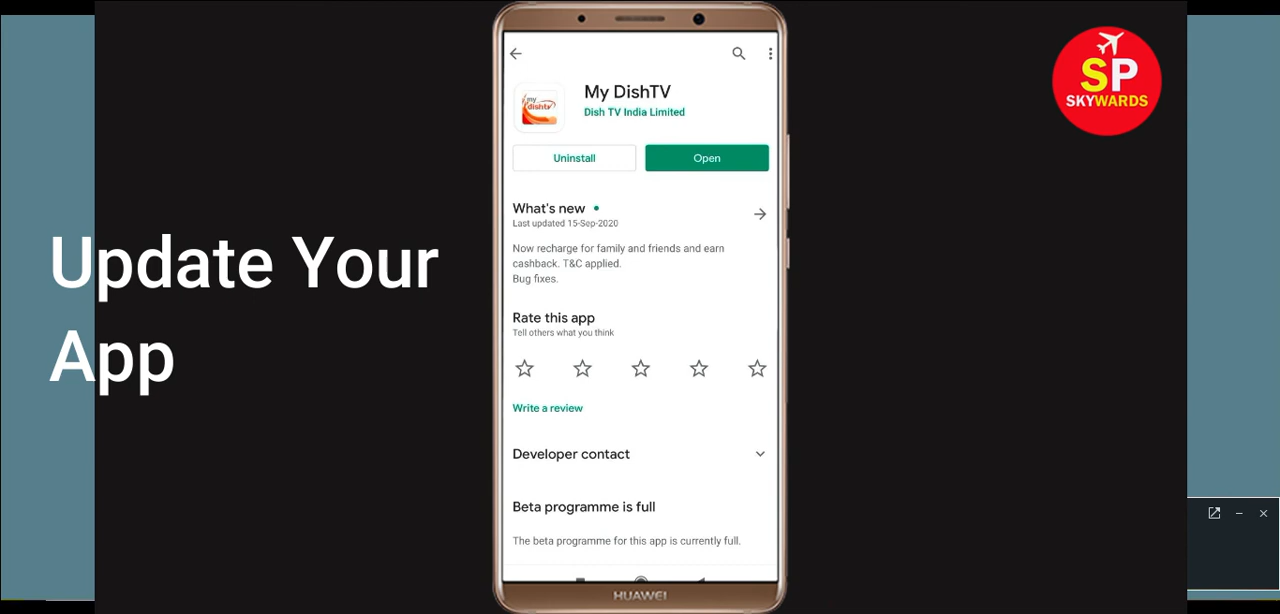 SP
SKYWARDS
My DishTV
my
dishtv
Dish TV India Limited
Uninstall
Open
What's new
Last updated 15-Sep-2020
Now recharge for family and friends and earn
cashback. T&C applied.
Bug fixes.
Update Your
App
Rate this app
Tell others what you think
Write a review
Developer contact
Beta programme is full
The beta programme for this app is currently full.
HUAWEI